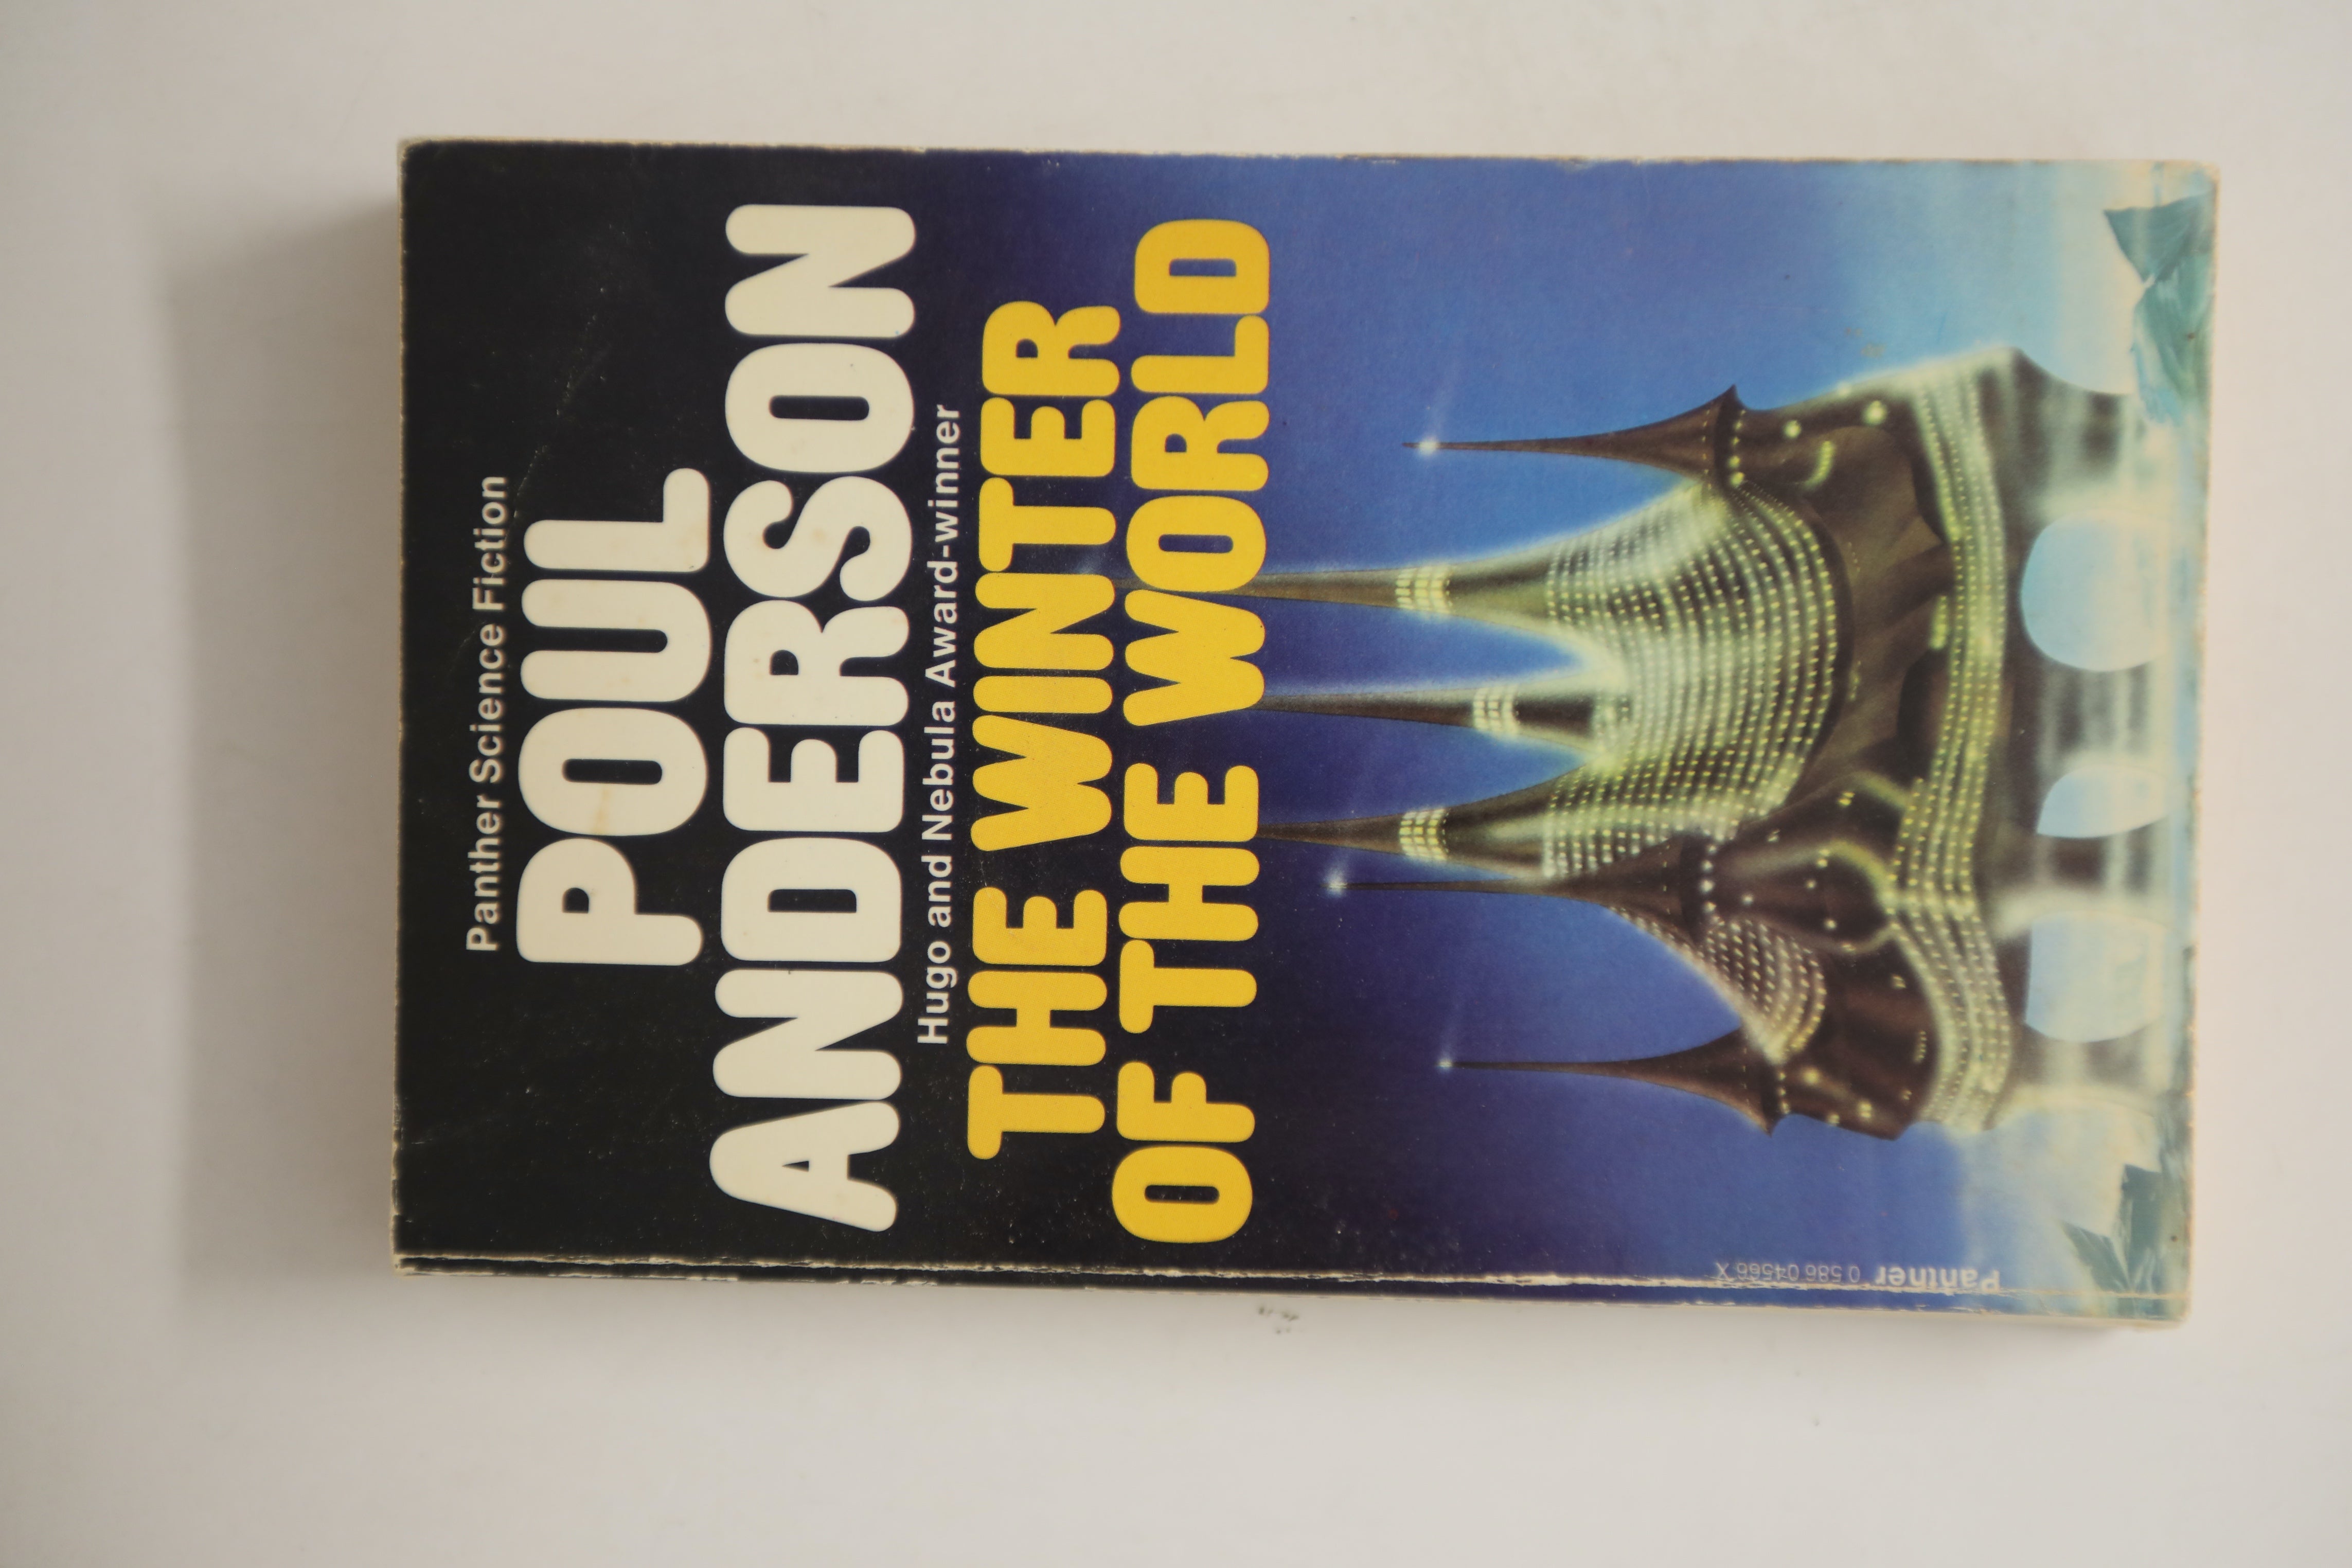 Panther Science Fiction
POUL
ANDERSON
Hugo and Nebula Award-winner
THE WINTER
OF THE WORLD
Panther 0 586 04566 X